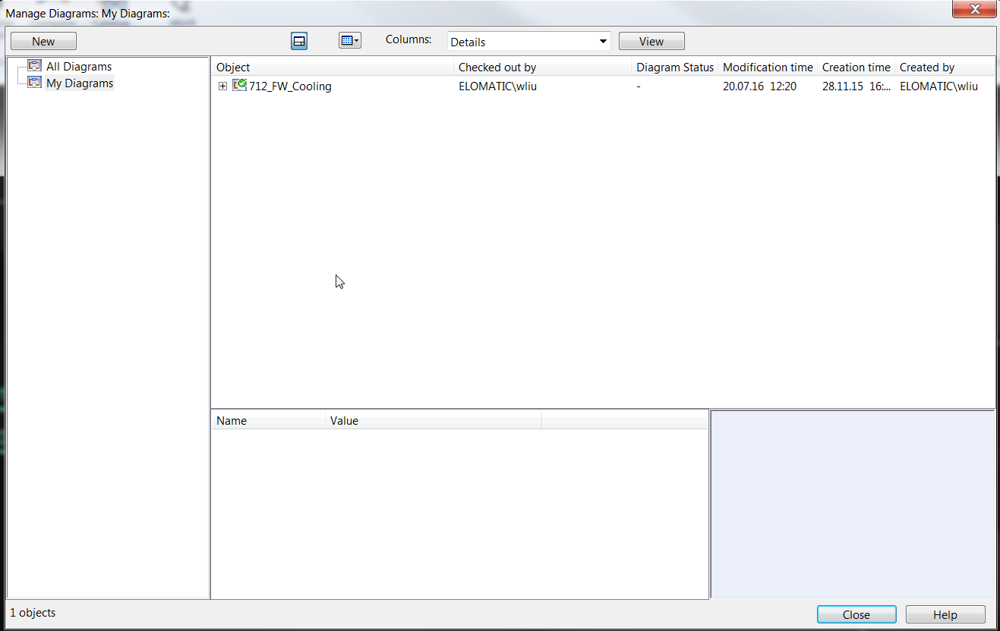 Manage Diagrams: My Diagrams:
New Columns: Details View
All Diagrams
My Diagrams
Object Checked out by Diagram Status Modification time Creation time Created by
712_FW_Cooling ELOMATIC\wliu - 20.07.16 12:20 28.11.15 16:... ELOMATIC\wliu
Name Value
1 objects
Close Help